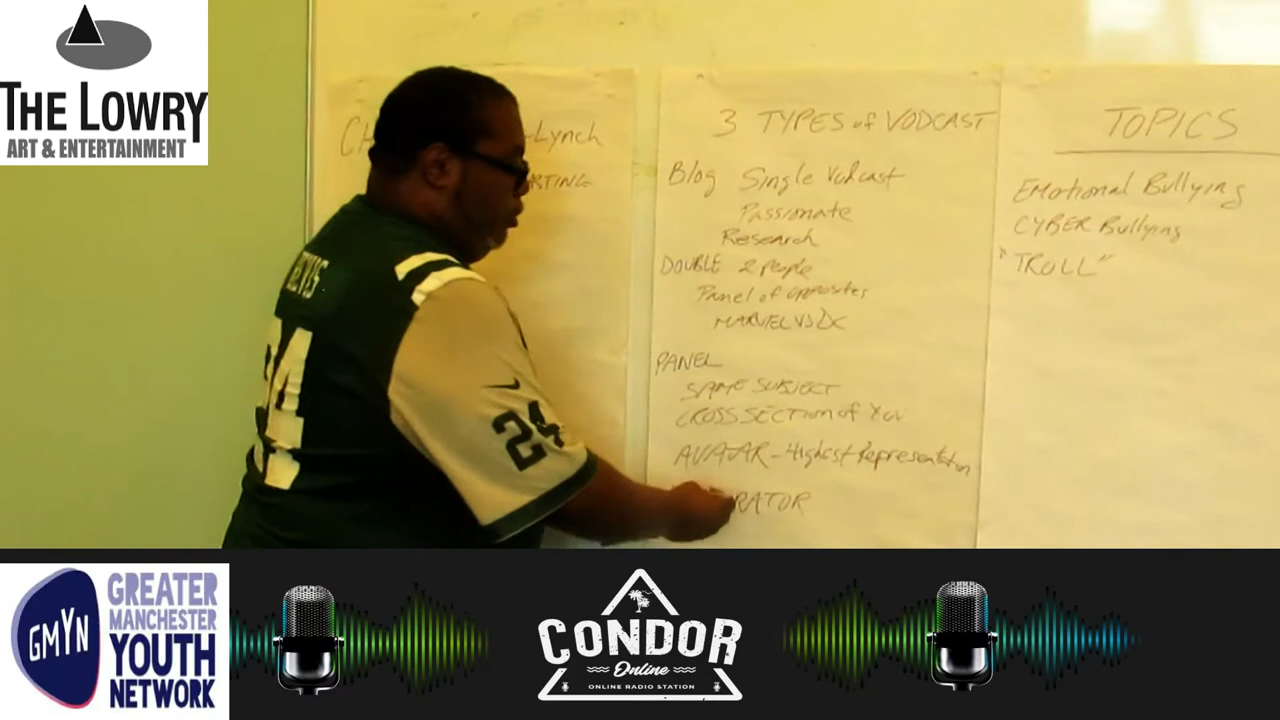 THE LOWRY
ART & ENTERTAINMENT
CH
-Lynch
RTING
3 TYPES of VODCAST
Blog Single Vodcast
Passionate
Research
DOUBLE 2 People
Panel of opposites
MARVEL VS DC
PANEL
SAME SUBJECT
CROSS SECTION of You
AVATAR - Highest Representation
RATOR
TOPICS
EMotional Bullying
CYBER Bullying
"TROLL"
24
24
GMYN
GREATER
MANCHESTER
YOUTH
NETWORK
CONDOR
Online
ONLINE RADIO STATION